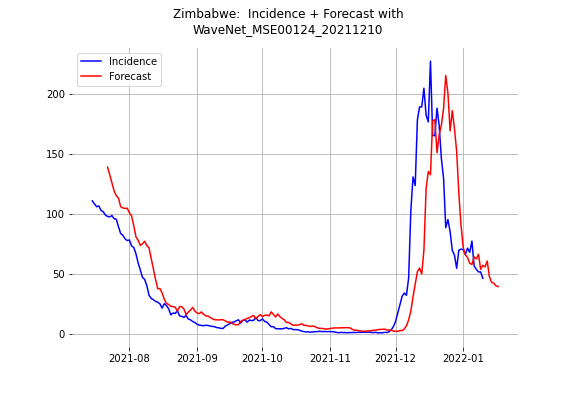 Zimbabwe:  Incidence + Forecast with
WaveNet_MSE00124_20211210
Incidence
Forecast
200
150
100
50
0
2021-08
2021-09
2021-10
2021-11
2021-12
2022-01